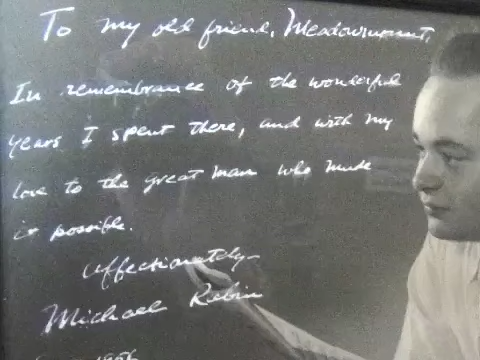 To my old friend, Meadowmount,
In remembrance of the wonderful
years I spent there, and with my
love to the great man who made
it possible.
Affectionately—
Michael Rabin